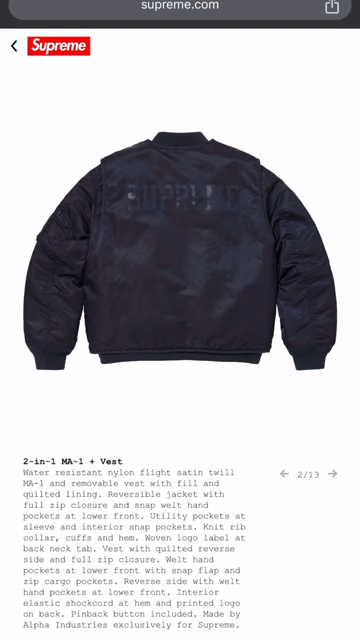 supreme.com
Supreme
SUPREME
2-in-1 MA-1 + Vest
Water resistant nylon flight satin twill
MA-1 and removable vest with fill and
quilted lining. Reversible jacket with
full zip closure and snap welt hand
pockets at lower front. Utility pockets at
sleeve and interior snap pockets. Knit rib
collar, cuffs and hem. Woven logo label at
back neck tab. Vest with quilted reverse
side and full zip closure. Welt hand
pockets at lower front with snap flap and
zip cargo pockets. Reverse side with welt
hand pockets at lower front. Interior
elastic shockcord at hem and printed logo
on back. Pinback button included. Made by
Alpha Industries exclusively for Supreme.
2/13